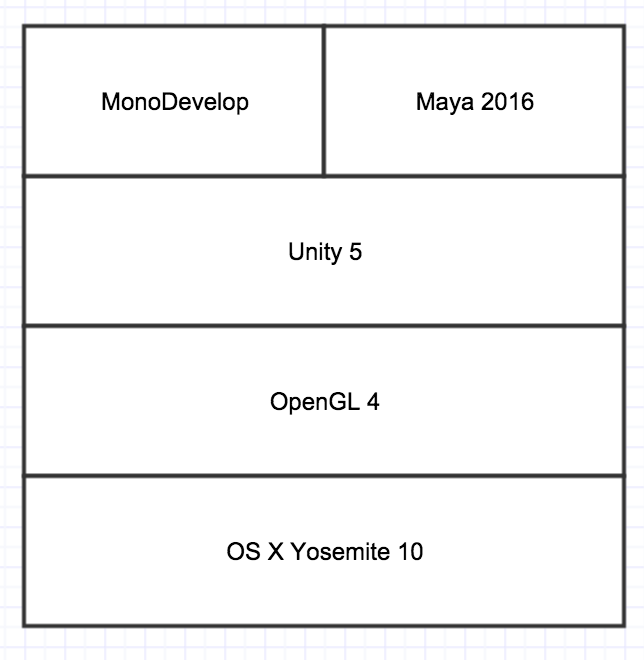 MonoDevelop
Maya 2016
Unity 5
OpenGL 4
OS X Yosemite 10